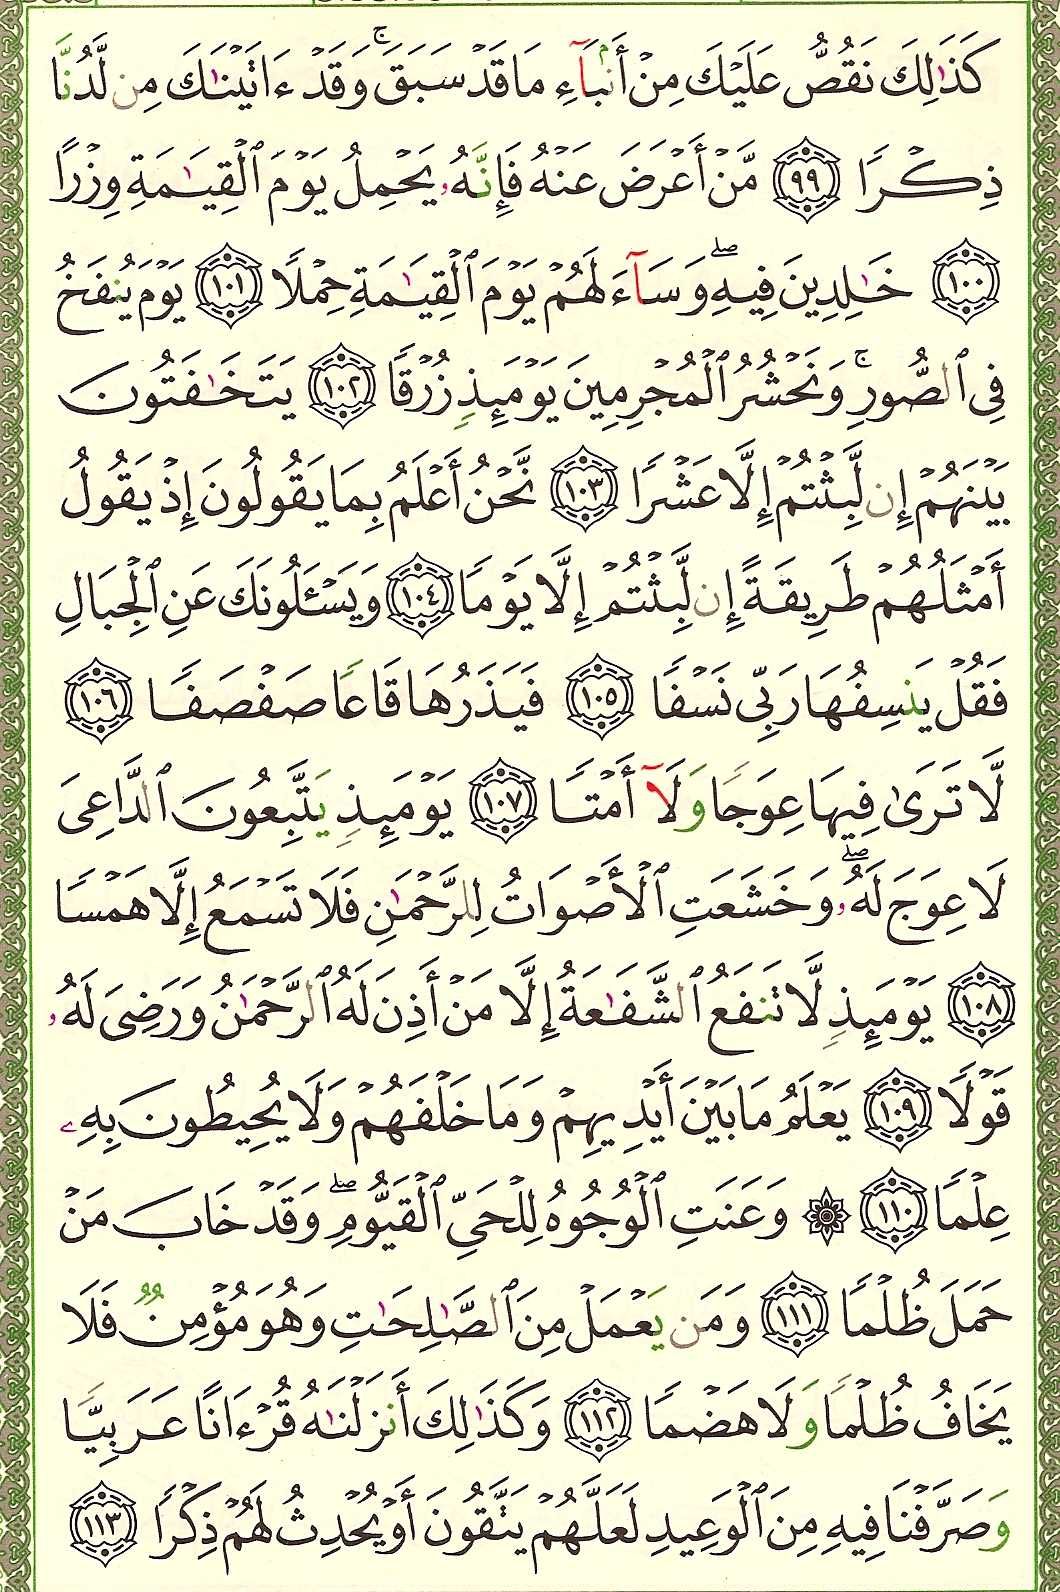 كَذَٰلِكَ نَقُصُّ عَلَيْكَ مِنْ أَنۢبَآءِ مَا قَدْ سَبَقَ ۚ وَقَدْ ءَاتَيْنَـٰكَ مِن لَّدُنَّا
ذِكْرًا ٩٩ مَّنْ أَعْرَضَ عَنْهُ فَإِنَّهُۥ يَحْمِلُ يَوْمَ ٱلْقِيَـٰمَةِ وِزْرًا
١٠٠ خَـٰلِدِينَ فِيهِ ۖ وَسَآءَ لَهُمْ يَوْمَ ٱلْقِيَـٰمَةِ حِمْلًا ١٠١ يَوْمَ يُنفَخُ
فِى ٱلصُّورِ ۚ وَنَحْشُرُ ٱلْمُجْرِمِينَ يَوْمَئِذٍ زُرْقًا ١٠٢ يَتَخَـٰفَتُونَ
بَيْنَهُمْ إِن لَّبِثْتُمْ إِلَّا عَشْرًا ١٠٣ نَّحْنُ أَعْلَمُ بِمَا يَقُولُونَ إِذْ يَقُولُ
أَمْثَلُهُمْ طَرِيقَةً إِن لَّبِثْتُمْ إِلَّا يَوْمًا ١٠٤ وَيَسْـَٔلُونَكَ عَنِ ٱلْجِبَالِ
فَقُلْ يَنسِفُهَا رَبِّى نَسْفًا ١٠٥ فَيَذَرُهَا قَاعًا صَفْصَفًا ١٠٦
لَّا تَرَىٰ فِيهَا عِوَجًا وَلَآ أَمْتًا ١٠٧ يَوْمَئِذٍ يَتَّبِعُونَ ٱلدَّاعِىَ
لَا عِوَجَ لَهُۥ ۖ وَخَشَعَتِ ٱلْأَصْوَاتُ لِلرَّحْمَـٰنِ فَلَا تَسْمَعُ إِلَّا هَمْسًا
١٠٨ يَوْمَئِذٍ لَّا تَنفَعُ ٱلشَّفَـٰعَةُ إِلَّا مَنْ أَذِنَ لَهُ ٱلرَّحْمَـٰنُ وَرَضِىَ لَهُۥ
قَوْلًا ١٠٩ يَعْلَمُ مَا بَيْنَ أَيْدِيهِمْ وَمَا خَلْفَهُمْ وَلَا يُحِيطُونَ بِهِۦ
عِلْمًا ١١٠ ۞ وَعَنَتِ ٱلْوُجُوهُ لِلْحَىِّ ٱلْقَيُّومِ ۖ وَقَدْ خَابَ مَنْ
حَمَلَ ظُلْمًا ١١١ وَمَن يَعْمَلْ مِنَ ٱلصَّـٰلِحَـٰتِ وَهُوَ مُؤْمِنٌ فَلَا
يَخَافُ ظُلْمًا وَلَا هَضْمًا ١١٢ وَكَذَٰلِكَ أَنزَلْنَـٰهُ قُرْءَانًا عَرَبِيًّا
وَصَرَّفْنَا فِيهِ مِنَ ٱلْوَعِيدِ لَعَلَّهُمْ يَتَّقُونَ أَوْ يُحْدِثُ لَهُمْ ذِكْرًا ١١٣